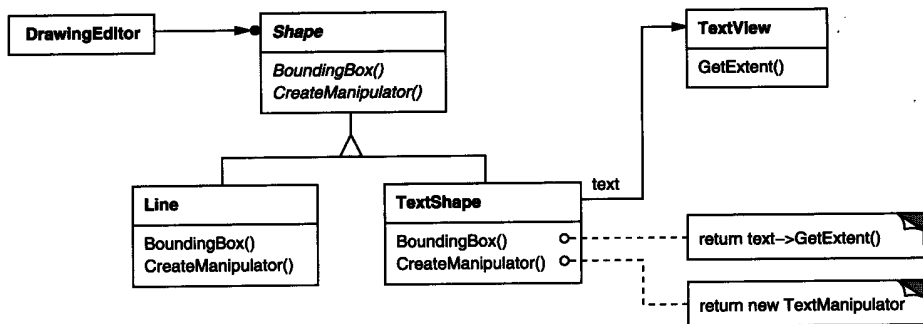 DrawingEditor
Shape
BoundingBox()
CreateManipulator()
TextView
GetExtent()
Line
BoundingBox()
CreateManipulator()
TextShape
BoundingBox()
CreateManipulator()
text
return text->GetExtent()
return new TextManipulator